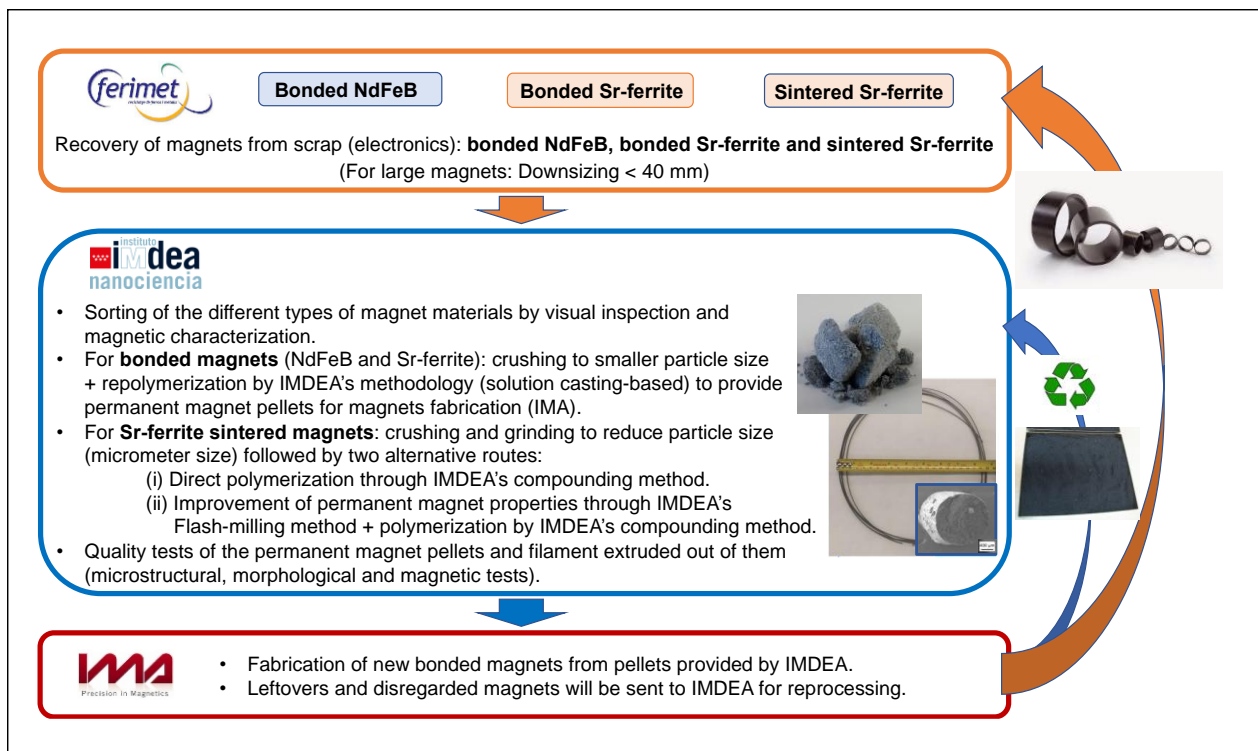 ferimet
Bonded NdFeB
Bonded Sr-ferrite
Sintered Sr-ferrite
Recovery of magnets from scrap (electronics): bonded NdFeB, bonded Sr-ferrite and sintered Sr-ferrite
(For large magnets: Downsizing < 40 mm)
instituto
iMdea
nanociencia
• Sorting of the different types of magnet materials by visual inspection and
magnetic characterization.
• For bonded magnets (NdFeB and Sr-ferrite): crushing to smaller particle size
+ repolymerization by IMDEA's methodology (solution casting-based) to provide
permanent magnet pellets for magnets fabrication (IMA).
• For Sr-ferrite sintered magnets: crushing and grinding to reduce particle size
(micrometer size) followed by two alternative routes:
(i) Direct polymerization through IMDEA's compounding method.
(ii) Improvement of permanent magnet properties through IMDEA's
Flash-milling method + polymerization by IMDEA's compounding method.
• Quality tests of the permanent magnet pellets and filament extruded out of them
(microstructural, morphological and magnetic tests).
IMA
Precision in Magnetics
• Fabrication of new bonded magnets from pellets provided by IMDEA.
• Leftovers and disregarded magnets will be sent to IMDEA for reprocessing.